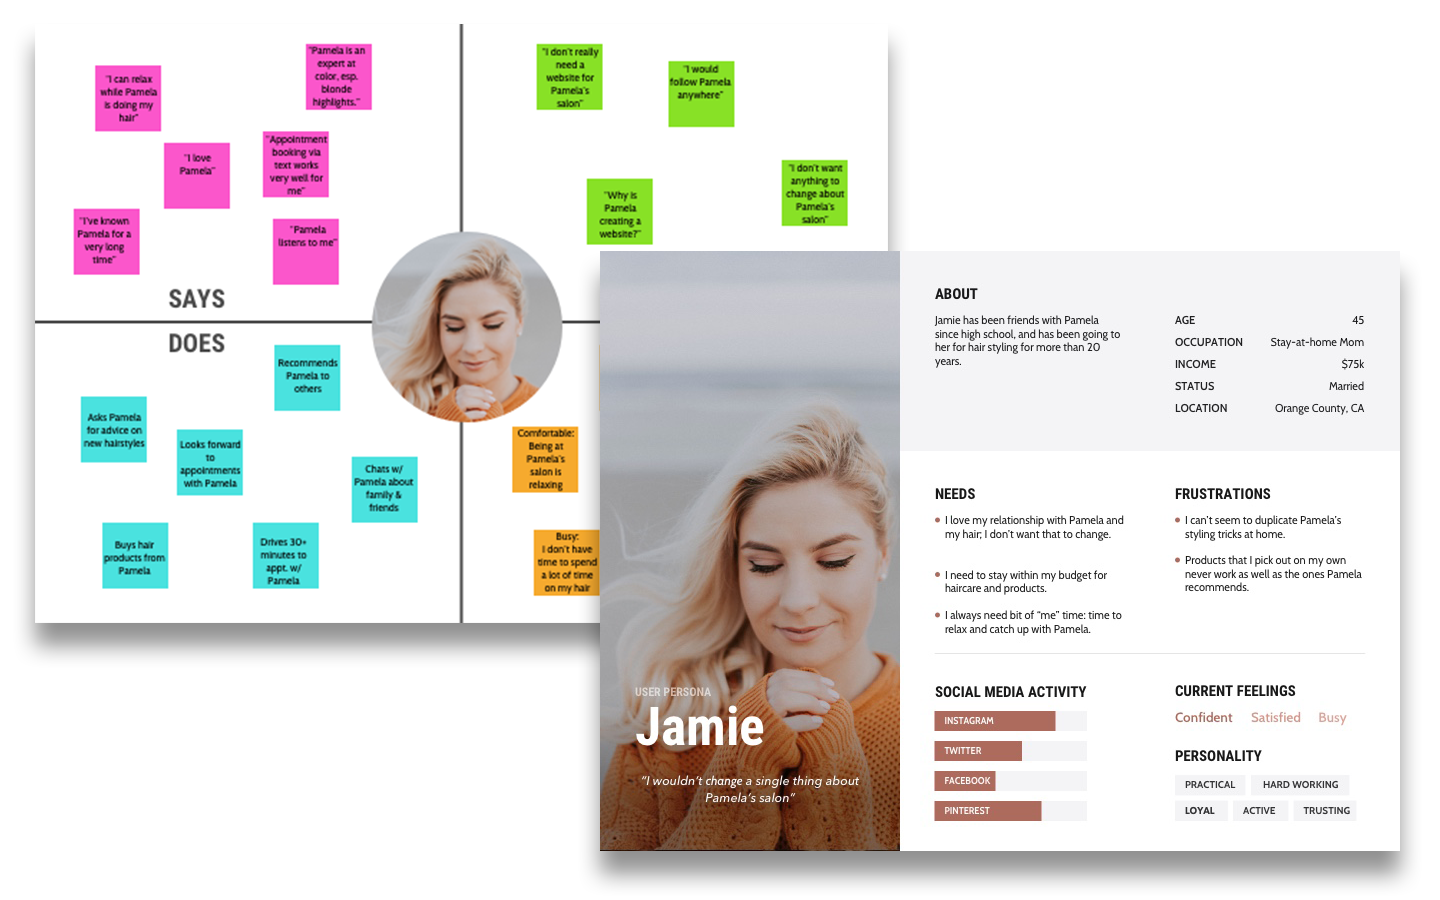 "I can relax
while Pamela
is doing my
hair"
"Pamela is an
expert at
color, esp.
blonde
highlights."
"I love
Pamela"
"Appointment
booking via
text works
very well for
me"
"I've known
Pamela for a
very long
time"
"Pamela
listens to me"
SAYS
"I don't really
need a
website for
Pamela's
salon"
"I would
follow Pamela
anywhere"
"Why is
Pamela
creating a
website?"
"I don't want
anything to
change about
Pamela's
salon"
DOES
Recommends
Pamela to
others
Asks Pamela
for advice on
new hairstyles
Looks forward
to
appointments
with Pamela
Chats w/
Pamela about
family &
friends
Buys hair
products from
Pamela
Drives 30+
minutes to
appt. w/
Pamela
Comfortable:
Being at
Pamela's
salon is
relaxing
Busy:
I don't have
time to spend
a lot of time
on my hair
USER PERSONA
Jamie
"I wouldn't change a single thing about
Pamela's salon"
ABOUT
Jamie has been friends with Pamela
since high school, and has been going to
her for hair styling for more than 20
years.
AGE 45
OCCUPATION Stay-at-home Mom
INCOME $75k
STATUS Married
LOCATION Orange County, CA
NEEDS
• I love my relationship with Pamela and
my hair; I don't want that to change.
• I need to stay within my budget for
haircare and products.
• I always need bit of "me" time: time to
relax and catch up with Pamela.
FRUSTRATIONS
• I can't seem to duplicate Pamela's
styling tricks at home.
• Products that I pick out on my own
never work as well as the ones Pamela
recommends.
SOCIAL MEDIA ACTIVITY
INSTAGRAM
TWITTER
FACEBOOK
PINTEREST
CURRENT FEELINGS
Confident Satisfied Busy
PERSONALITY
PRACTICAL HARD WORKING
LOYAL ACTIVE TRUSTING